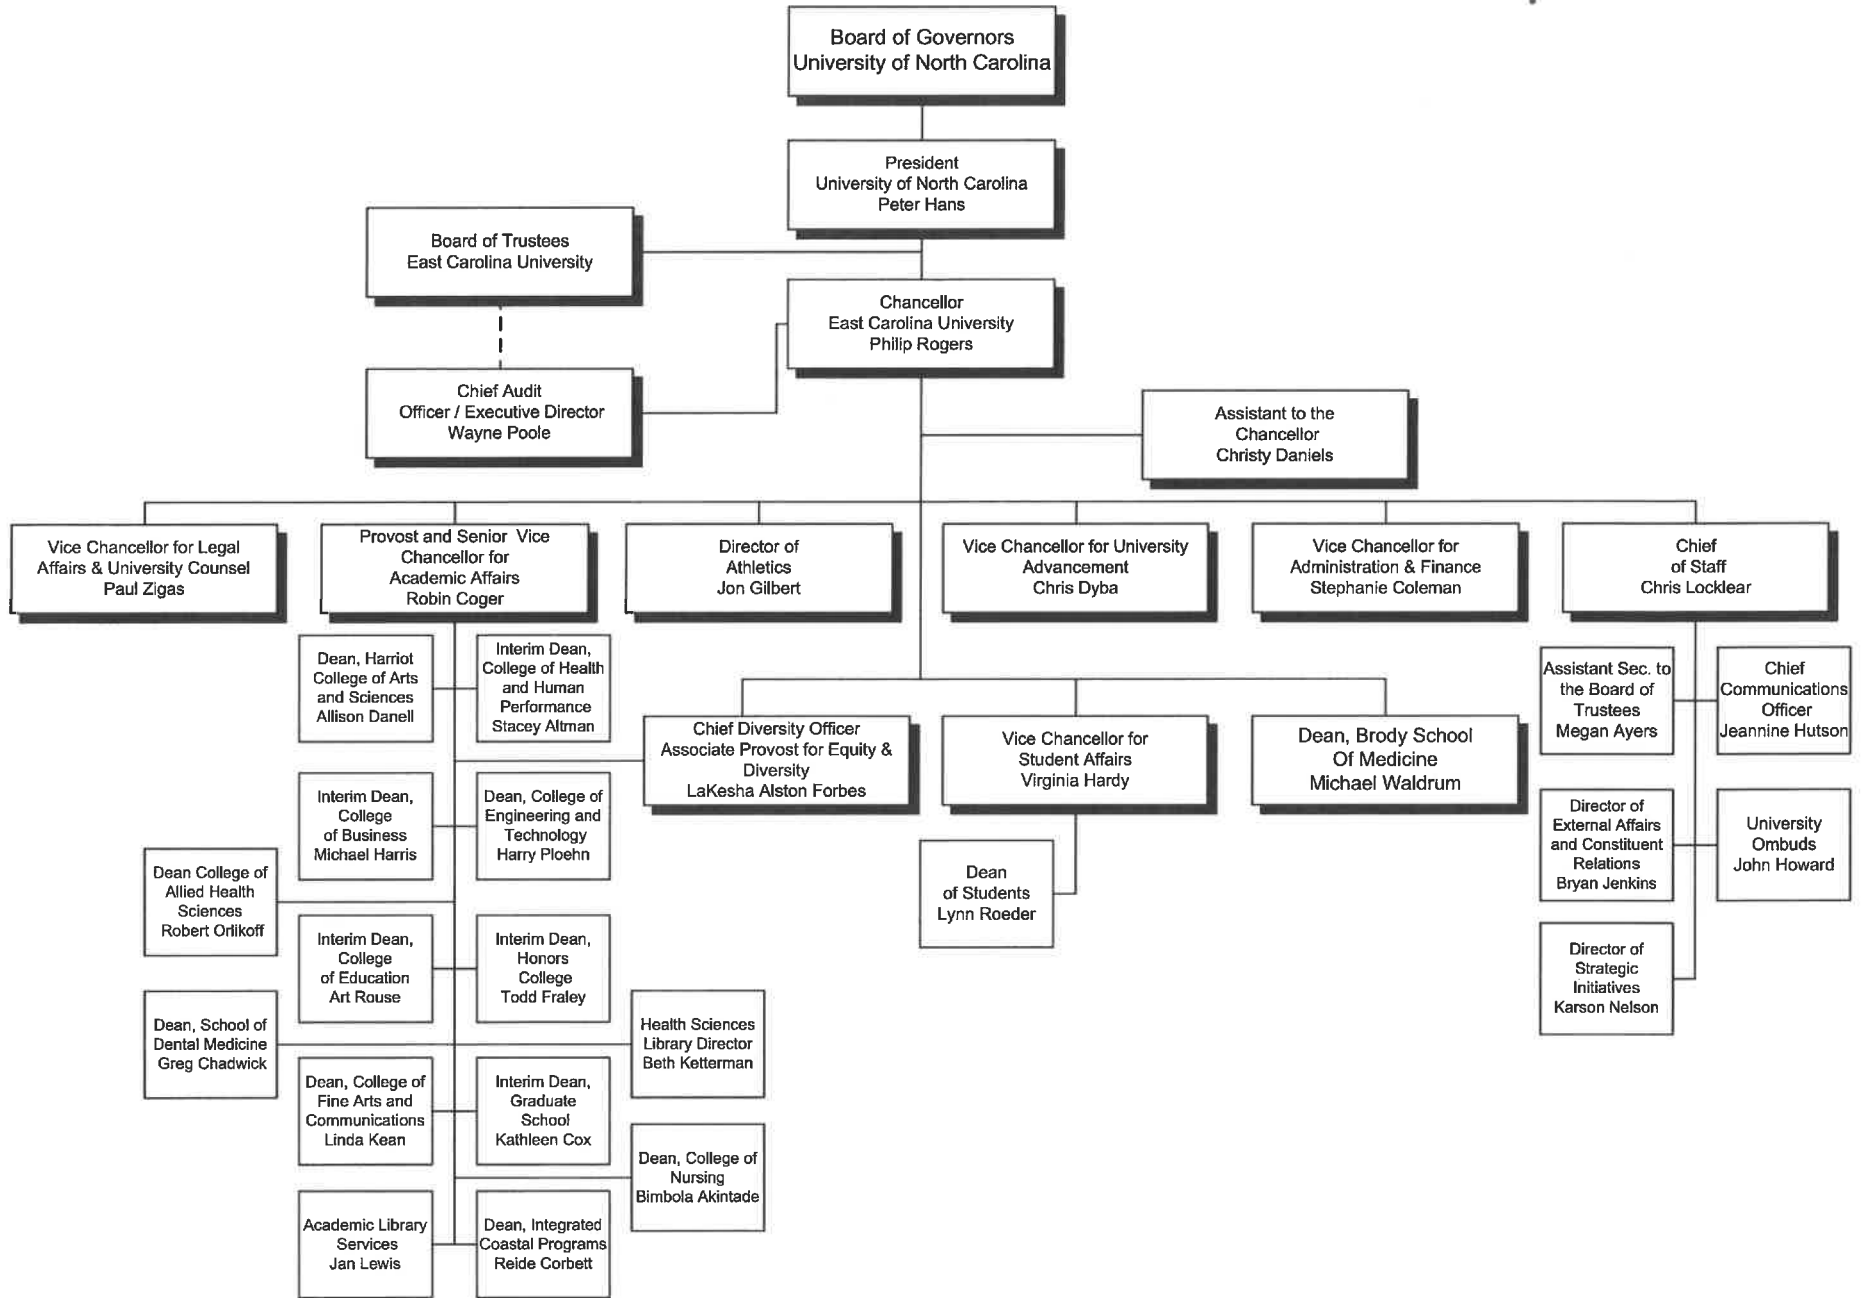 Board of Governors
University of North Carolina
President
University of North Carolina
Peter Hans
Board of Trustees
East Carolina University
Chancellor
East Carolina University
Philip Rogers
Chief Audit
Officer / Executive Director
Wayne Poole
Assistant to the
Chancellor
Christy Daniels
Vice Chancellor for Legal
Affairs & University Counsel
Paul Zigas
Provost and Senior Vice
Chancellor for
Academic Affairs
Robin Coger
Director of
Athletics
Jon Gilbert
Vice Chancellor for University
Advancement
Chris Dyba
Vice Chancellor for
Administration & Finance
Stephanie Coleman
Chief
of Staff
Chris Locklear
Dean, Harriot
College of Arts
and Sciences
Allison Danell
Interim Dean,
College of Health
and Human
Performance
Stacey Altman
Chief Diversity Officer
Associate Provost for Equity &
Diversity
LaKesha Alston Forbes
Vice Chancellor for
Student Affairs
Virginia Hardy
Dean, Brody School
Of Medicine
Michael Waldrum
Assistant Sec. to
the Board of
Trustees
Megan Ayers
Chief
Communications
Officer
Jeannine Hutson
Interim Dean,
College
of Business
Michael Harris
Dean, College of
Engineering and
Technology
Harry Ploehn
Director of
External Affairs
and Constituent
Relations
Bryan Jenkins
University
Ombuds
John Howard
Dean College of
Allied Health
Sciences
Robert Orlikoff
Dean
of Students
Lynn Roeder
Interim Dean,
College
of Education
Art Rouse
Interim Dean,
Honors
College
Todd Fraley
Director of
Strategic
Initiatives
Karson Nelson
Dean, School of
Dental Medicine
Greg Chadwick
Health Sciences
Library Director
Beth Ketterman
Dean, College of
Fine Arts and
Communications
Linda Kean
Interim Dean,
Graduate
School
Kathleen Cox
Dean, College of
Nursing
Bimbola Akintade
Academic Library
Services
Jan Lewis
Dean, Integrated
Coastal Programs
Reide Corbett